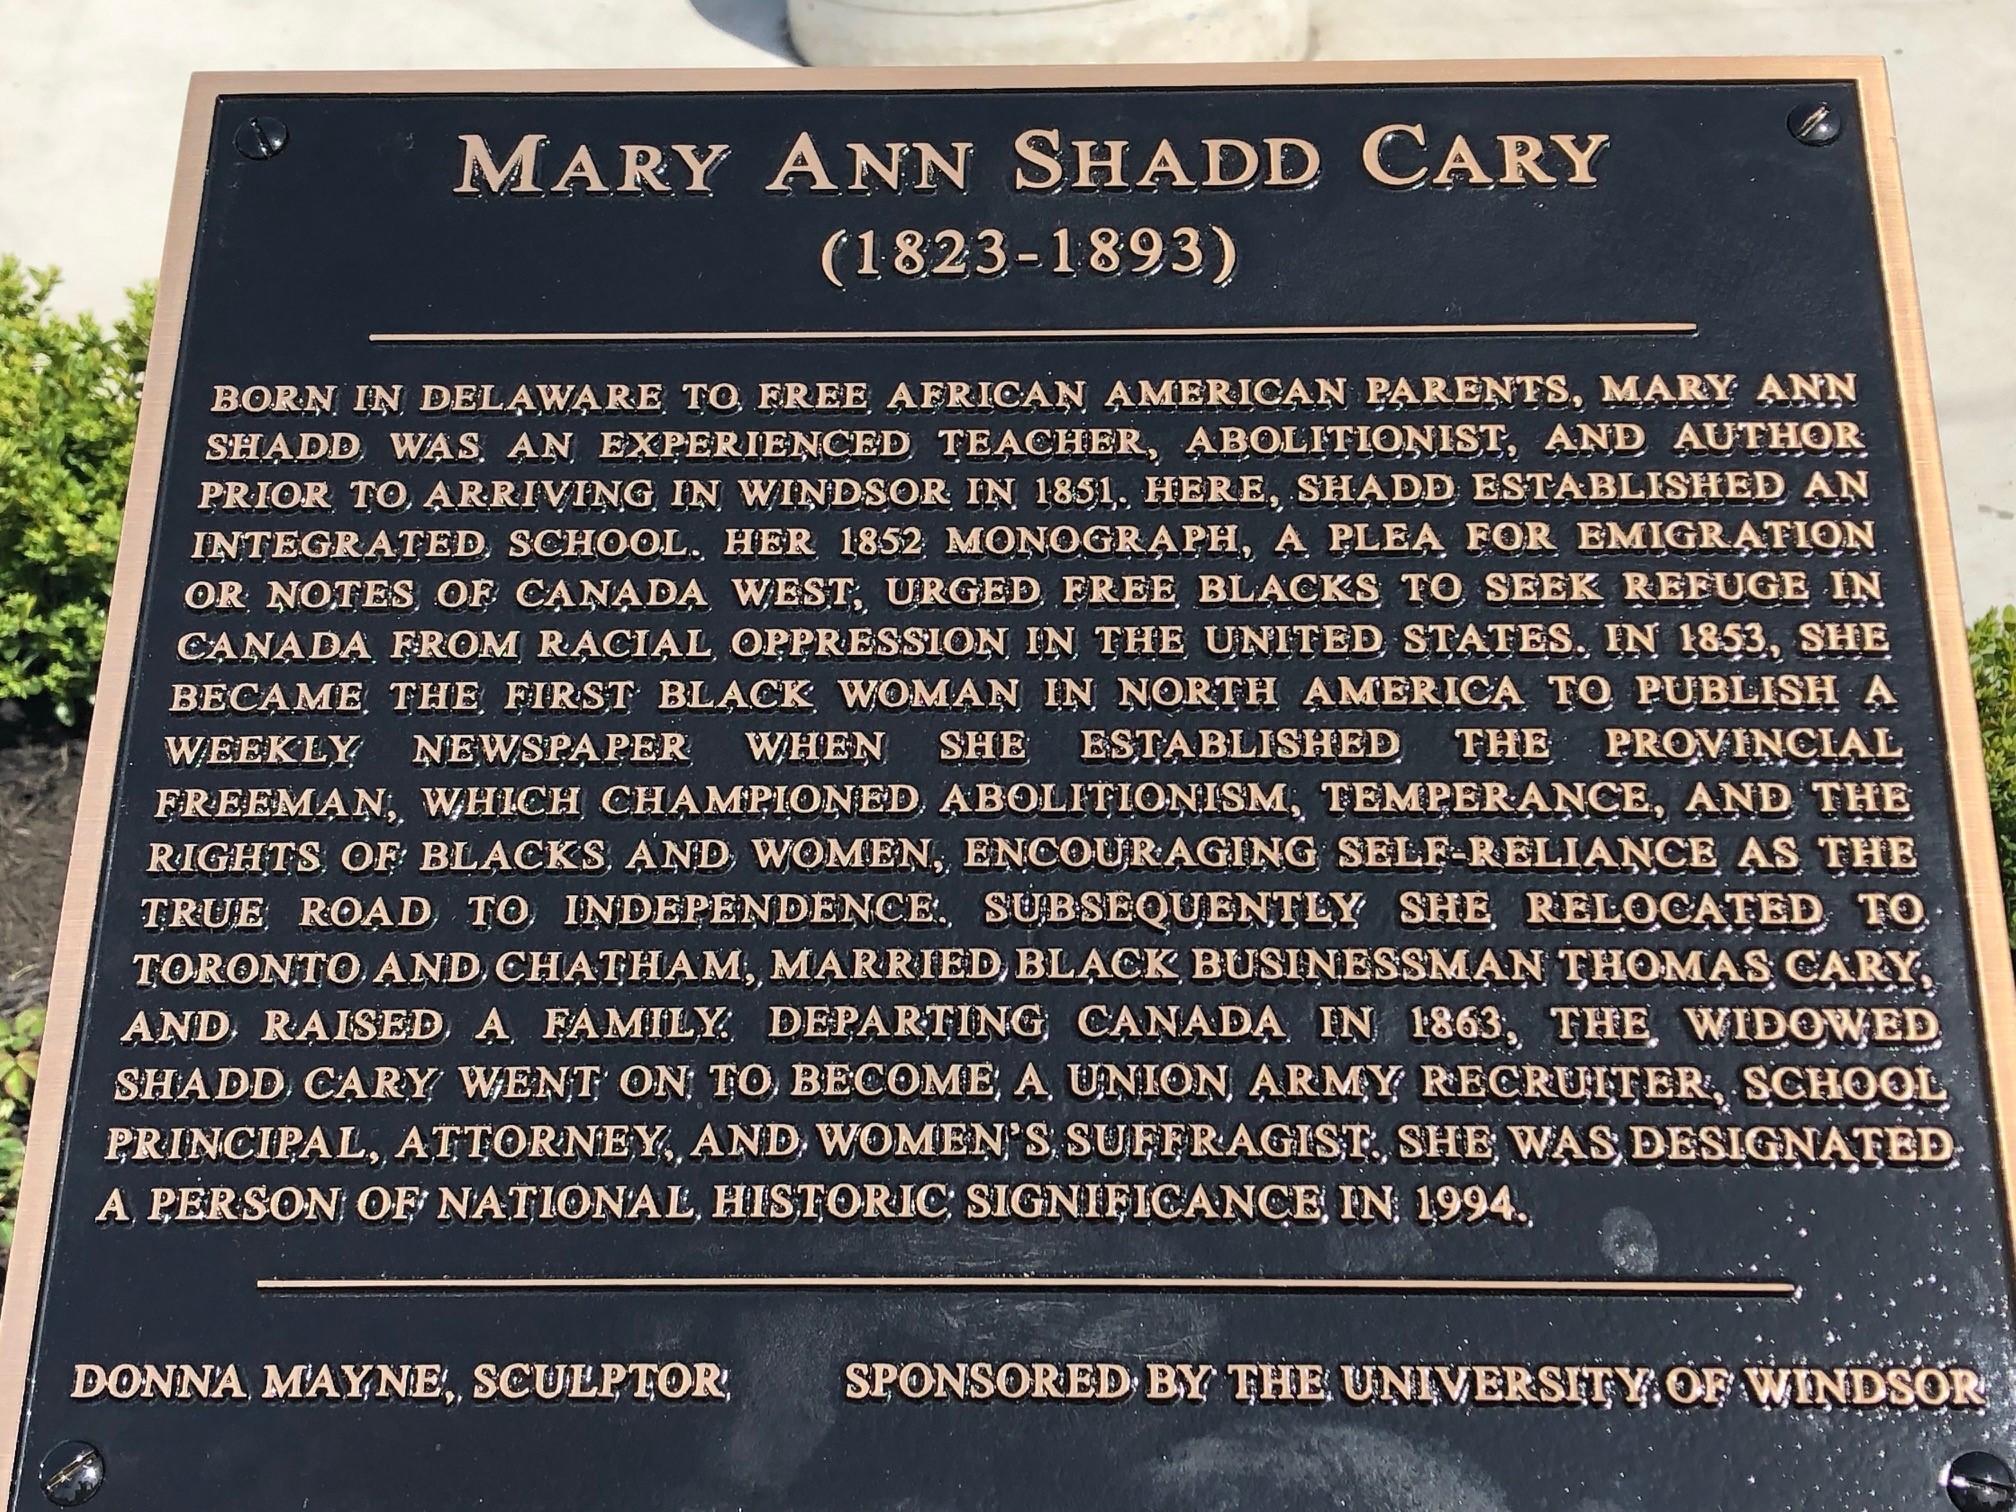 MARY ANN SHADD CARY
(1823-1893)
BORN IN DELAWARE TO FREE AFRICAN AMERICAN PARENTS, MARY ANN
SHADD WAS AN EXPERIENCED TEACHER, ABOLITIONIST, AND AUTHOR
PRIOR TO ARRIVING IN WINDSOR IN 1851. HERE, SHADD ESTABLISHED AN
INTEGRATED SCHOOL. HER 1852 MONOGRAPH, A PLEA FOR EMIGRATION
OR NOTES OF CANADA WEST, URGED FREE BLACKS TO SEEK REFUGE IN
CANADA FROM RACIAL OPPRESSION IN THE UNITED STATES. IN 1853, SHE
BECAME THE FIRST BLACK WOMAN IN NORTH AMERICA TO PUBLISH A
WEEKLY NEWSPAPER WHEN SHE ESTABLISHED THE PROVINCIAL
FREEMAN, WHICH CHAMPIONED ABOLITIONISM, TEMPERANCE, AND THE
RIGHTS OF BLACKS AND WOMEN, ENCOURAGING SELF-RELIANCE AS THE
TRUE ROAD TO INDEPENDENCE. SUBSEQUENTLY SHE RELOCATED TO
TORONTO AND CHATHAM, MARRIED BLACK BUSINESSMAN THOMAS CARY,
AND RAISED A FAMILY. DEPARTING CANADA IN 1863, THE WIDOWED
SHADD CARY WENT ON TO BECOME A UNION ARMY RECRUITER, SCHOOL
PRINCIPAL, ATTORNEY, AND WOMEN'S SUFFRAGIST. SHE WAS DESIGNATED
A PERSON OF NATIONAL HISTORIC SIGNIFICANCE IN 1994.
DONNA MAYNE, SCULPTOR SPONSORED BY THE UNIVERSITY OF WINDSOR